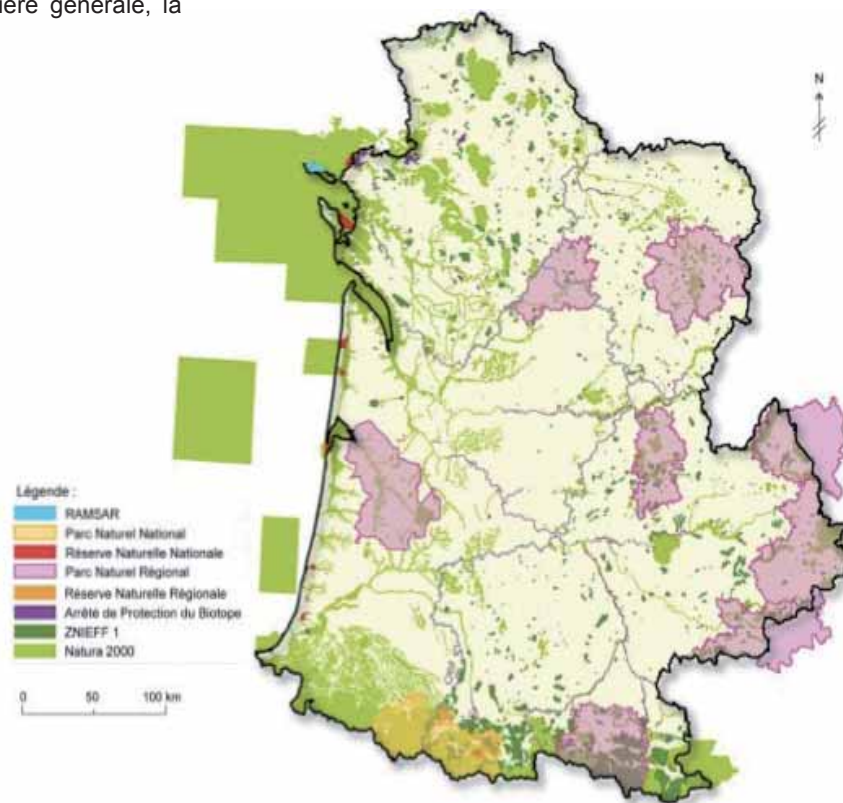 ière générale, la
N
Légende :
RAMSAR
Parc Naturel National
Réserve Naturelle Nationale
Parc Naturel Régional
Réserve Naturelle Régionale
Arrêté de Protection du Biotope
ZNIEFF 1
Natura 2000
0 50 100 km